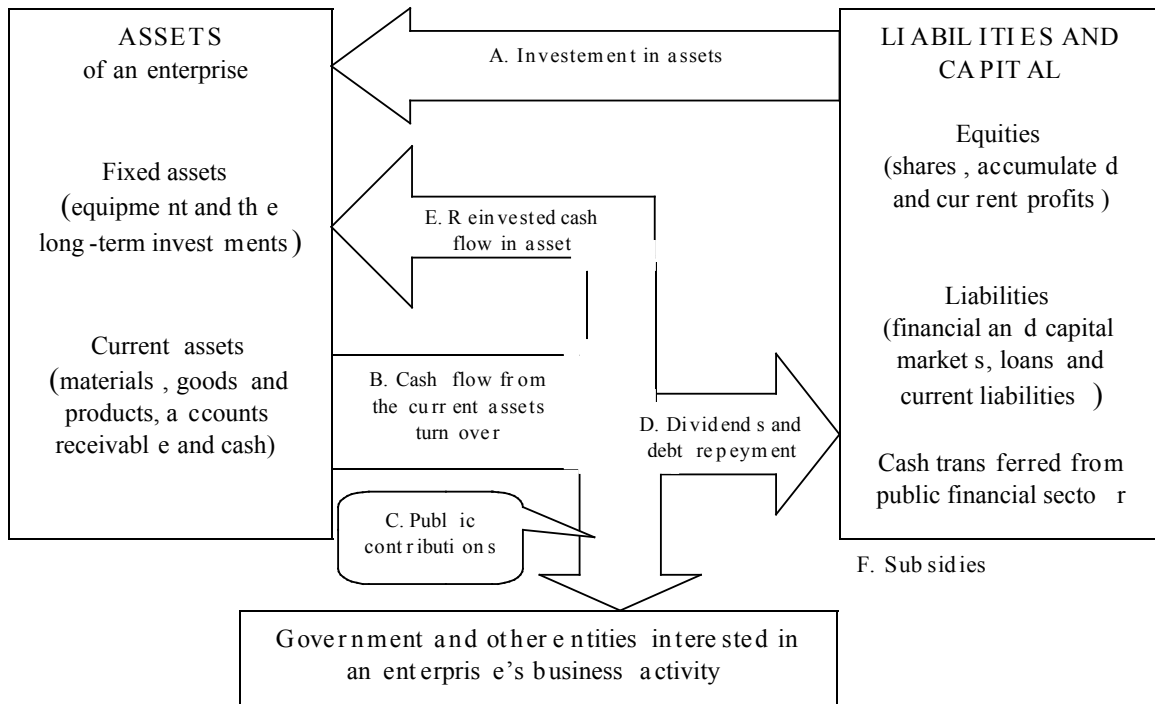 ASSETS
of an enterprise
Fixed assets
(equipment and the
long-term investments)
Current assets
(materials, goods and
products, accounts
receivable and cash)
A. Investement in assets
E. Reinvested cash
flow in asset
B. Cash flow from
the current assets
turn over
C. Public
contributions
D. Dividends and
debt repeyment
LIABILITIES AND
CAPITAL
Equities
(shares, accumulated
and current profits)
Liabilities
(financial and capital
markets, loans and
current liabilities)
Cash transferred from
public financial sector
F. Subsidies
Government and other entities interested in
an enterprise’s business activity